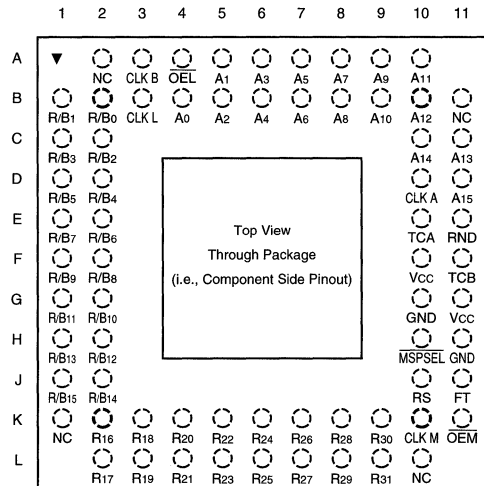 1 2 3 4 5 6 7 8 9 10 11
A
NC CLK B OEL A1 A3 A5 A7 A9 A11
B
R/B1 R/B0 CLK L A0 A2 A4 A6 A8 A10 A12 NC
C
R/B3 R/B2 A14 A13
D
R/B5 R/B4 CLK A A15
E
R/B7 R/B6 TCA RND
F
R/B9 R/B8 VCC TCB
G
R/B11 R/B10 GND VCC
H
R/B13 R/B12 MSPSEL GND
J
R/B15 R/B14 RS FT
K
NC R16 R18 R20 R22 R24 R26 R28 R30 CLK M OEM
L
R17 R19 R21 R23 R25 R27 R29 R31 NC
Top View
Through Package
(i.e., Component Side Pinout)